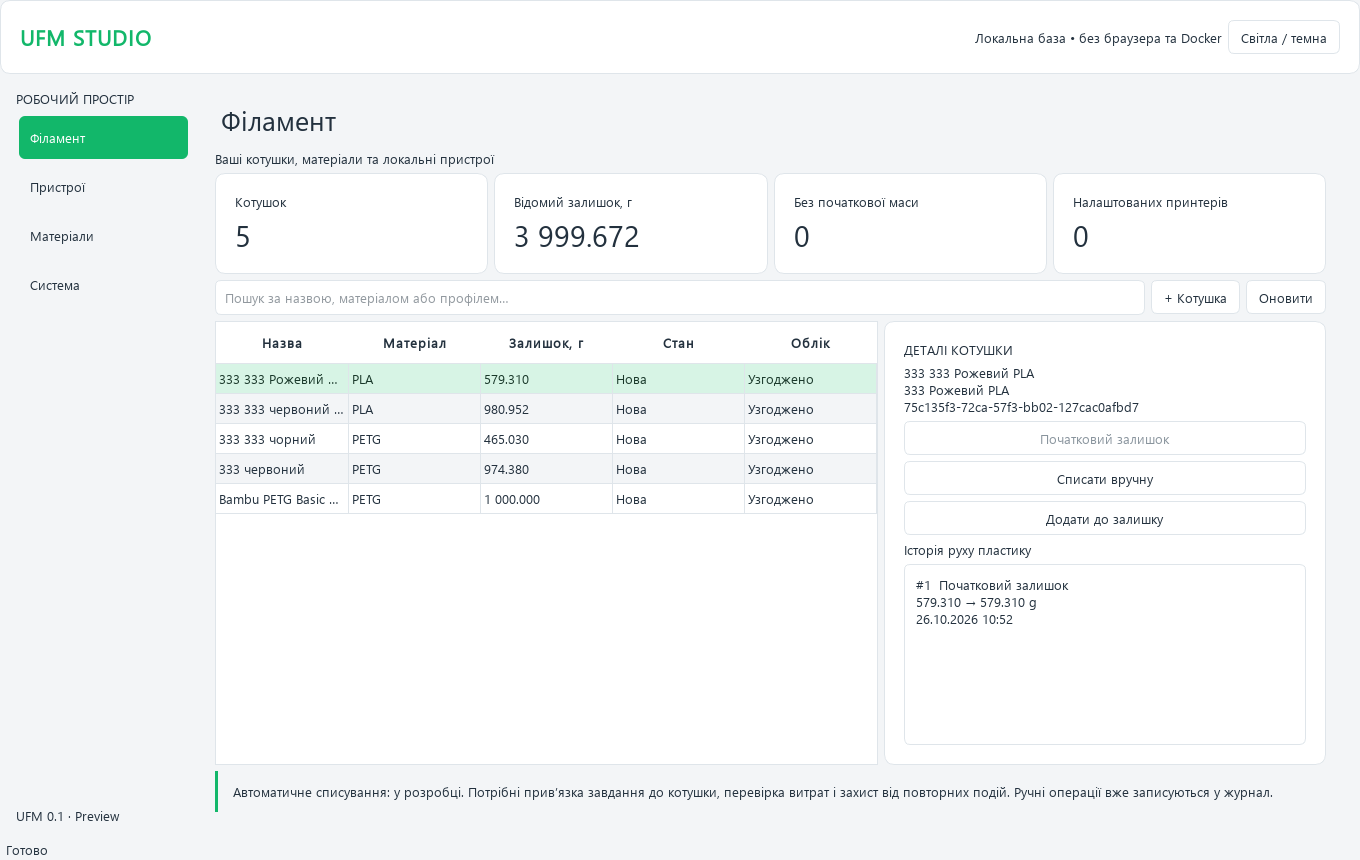 UFM STUDIO
Локальна база • без браузера та Docker
Світла / темна
РОБОЧИЙ ПРОСТІР
Філамент
Пристрої
Матеріали
Система
Філамент
Ваші котушки, матеріали та локальні пристрої
Котушок
5
Відомий залишок, г
3 999.672
Без початкової маси
0
Налаштованих принтерів
0
Пошук за назвою, матеріалом або профілем...
+ Котушка
Оновити
Назва Матеріал Залишок, г Стан Облік
333 333 Рожевий ... PLA 579.310 Нова Узгоджено
333 333 червоний ... PLA 980.952 Нова Узгоджено
333 333 чорний PETG 465.030 Нова Узгоджено
333 червоний PETG 974.380 Нова Узгоджено
Bambu PETG Basic ... PETG 1 000.000 Нова Узгоджено
ДЕТАЛІ КОТУШКИ
333 333 Рожевий PLA
333 Рожевий PLA
75c135f3-72ca-57f3-bb02-127cac0afbd7
Початковий залишок
Списати вручну
Додати до залишку
Історія руху пластику
#1 Початковий залишок
579.310 → 579.310 g
26.10.2026 10:52
Автоматичне списування: у розробці. Потрібні прив’язка завдання до котушки, перевірка витрат і захист від повторних подій. Ручні операції вже записуються у журнал.
UFM 0.1 · Preview
Готово